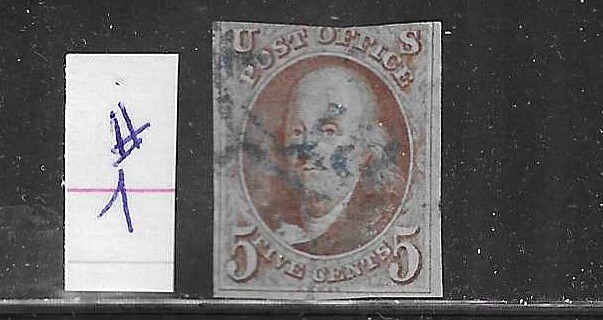 #
1
U S
POST OFFICE
5 FIVE CENTS 5